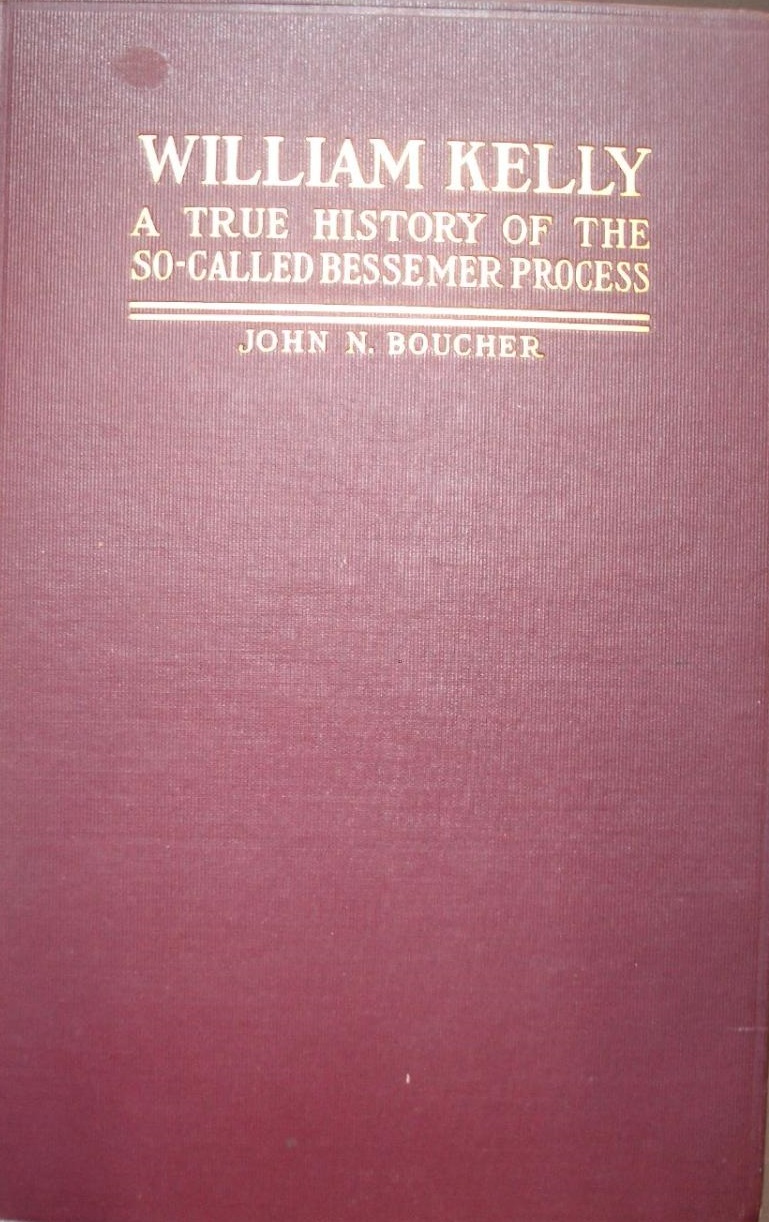 WILLIAM KELLY
A TRUE HISTORY OF THE
SO-CALLED BESSEMER PROCESS
JOHN N. BOUCHER